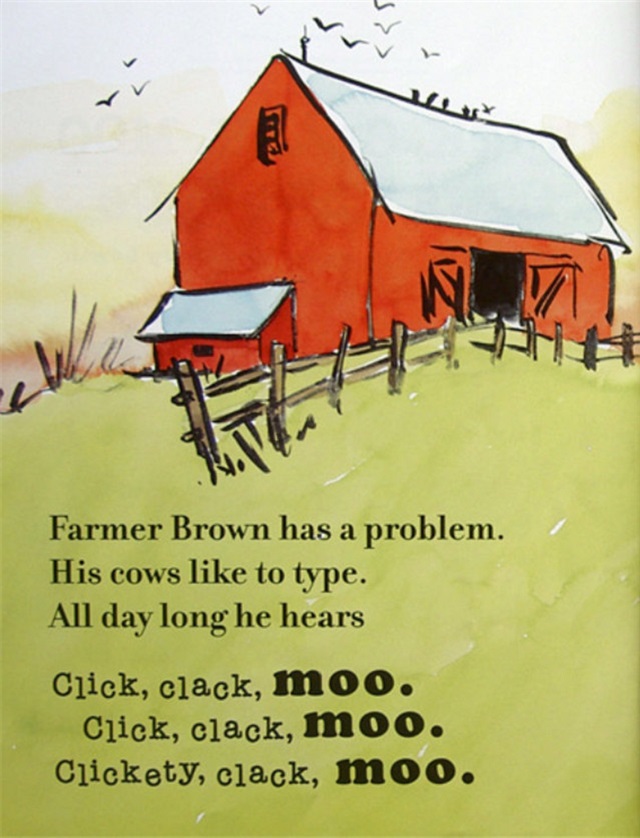 Farmer Brown has a problem.
His cows like to type.
All day long he hears
Click, clack, moo.
Click, clack, moo.
Clickety, clack, moo.